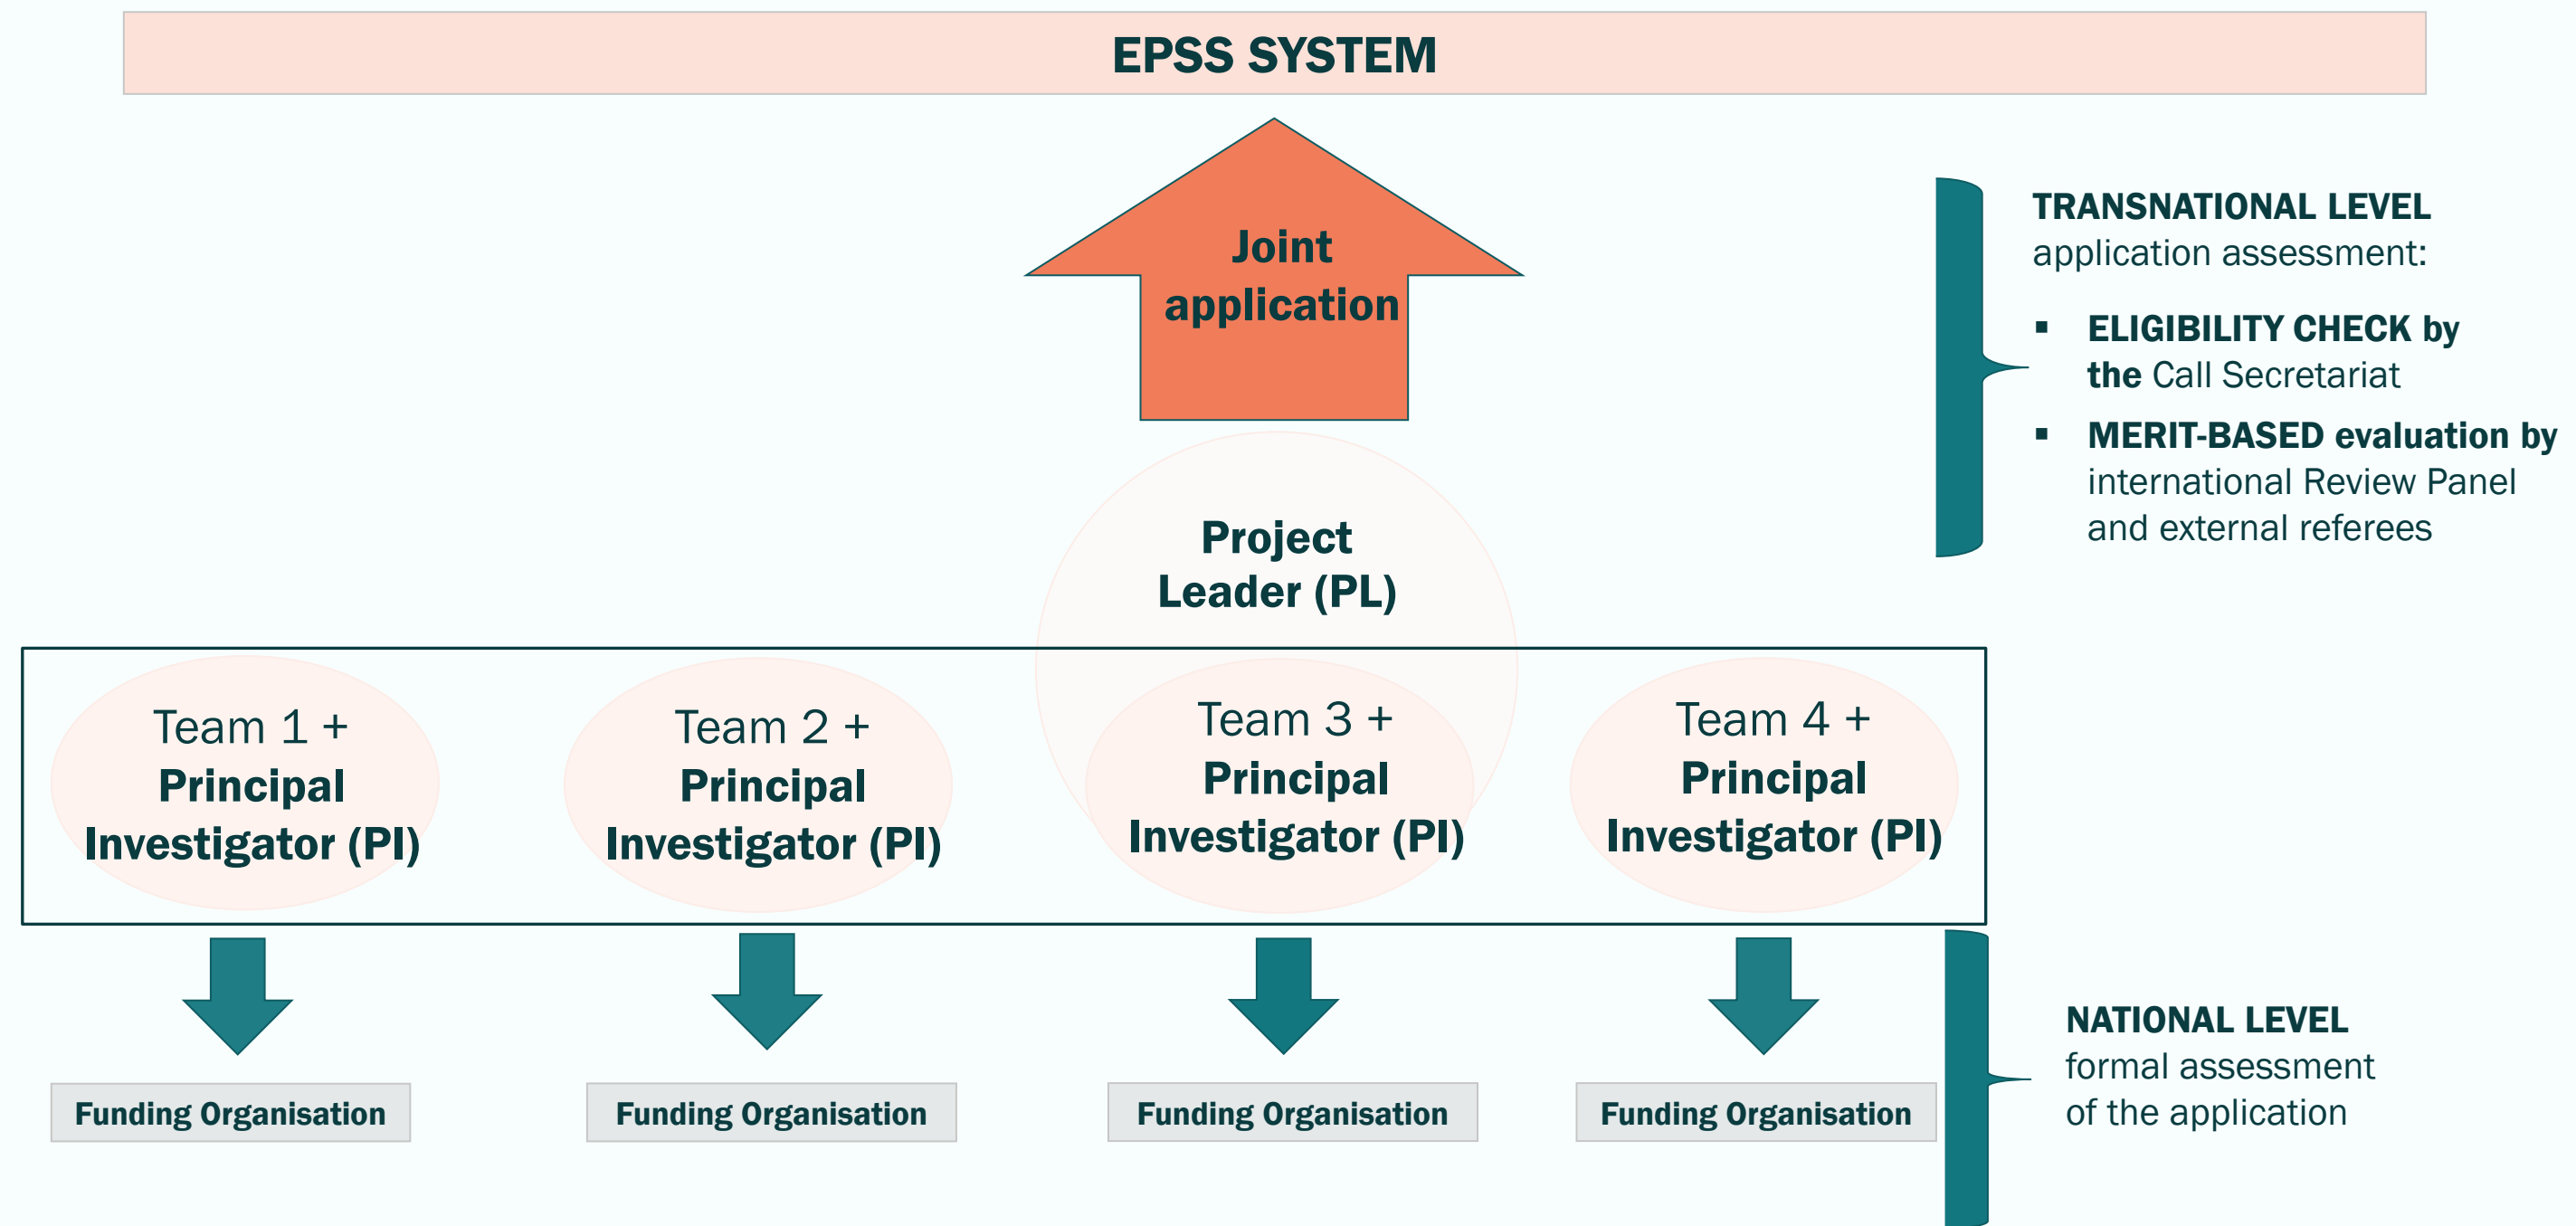 EPSS SYSTEM
Joint
application
TRANSNATIONAL LEVEL
application assessment:
▪ ELIGIBILITY CHECK by
the Call Secretariat
▪ MERIT-BASED evaluation by
international Review Panel
and external referees
Project
Leader (PL)
Team 1 +
Principal
Investigator (PI)
Team 2 +
Principal
Investigator (PI)
Team 3 +
Principal
Investigator (PI)
Team 4 +
Principal
Investigator (PI)
Funding Organisation
Funding Organisation
Funding Organisation
Funding Organisation
NATIONAL LEVEL
formal assessment
of the application